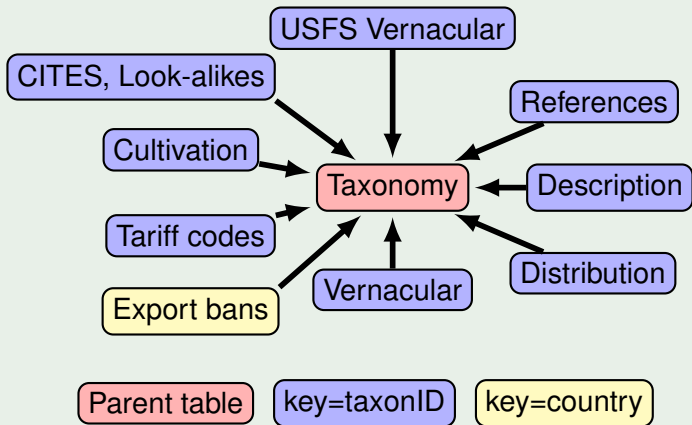 USFS Vernacular
CITES, Look-alikes
References
Cultivation
Taxonomy
Description
Tariff codes
Distribution
Vernacular
Export bans
Parent table
key=taxonID
key=country